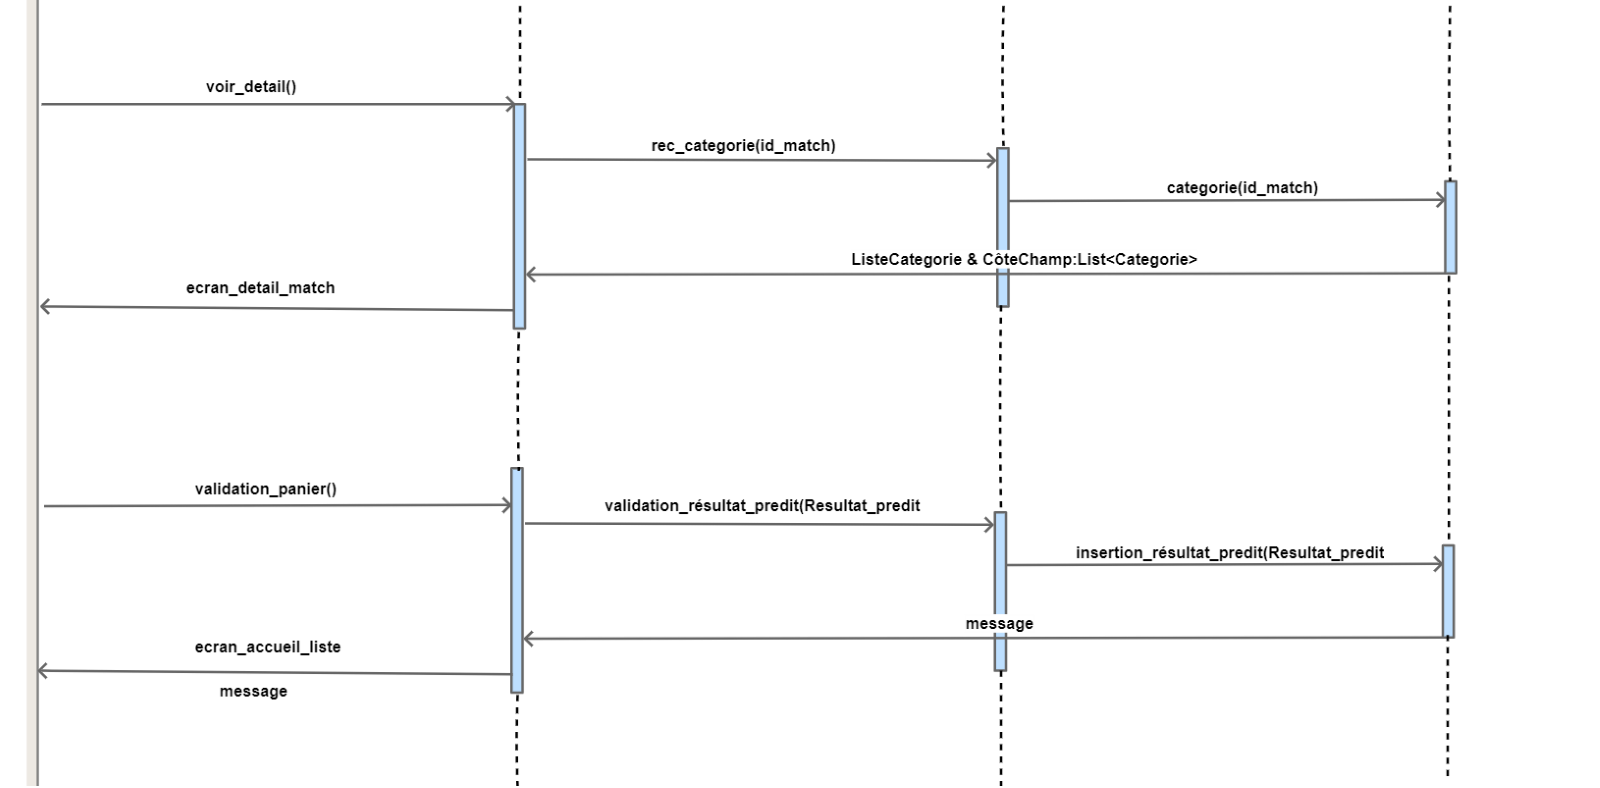 voir_detail()
rec_categorie(id_match)
categorie(id_match)
ListeCategorie & CôteChamp:List<Categorie>
ecran_detail_match
validation_panier()
validation_résultat_predit(Resultat_predit
insertion_résultat_predit(Resultat_predit
message
ecran_accueil_liste
message